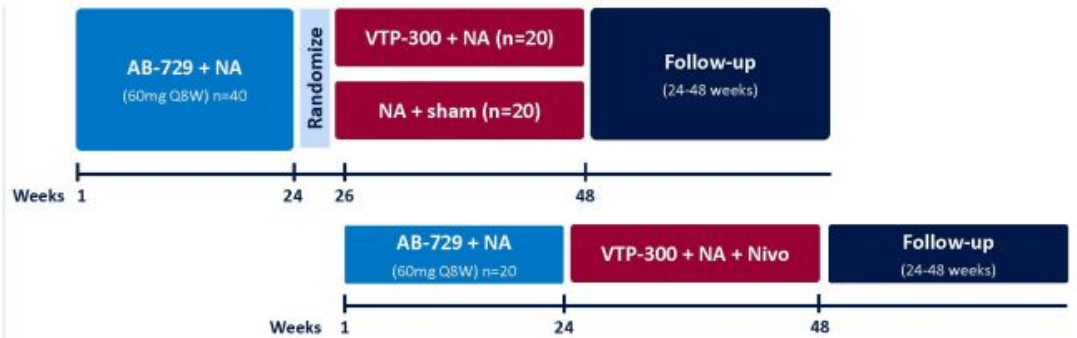 AB-729 + NA
(60mg Q8W) n=40
Randomize
VTP-300 + NA (n=20)
NA + sham (n=20)
Follow-up
(24-48 weeks)
Weeks 1 24 26 48
AB-729 + NA
(60mg Q8W) n=20
VTP-300 + NA + Nivo
Follow-up
(24-48 weeks)
Weeks 1 24 48